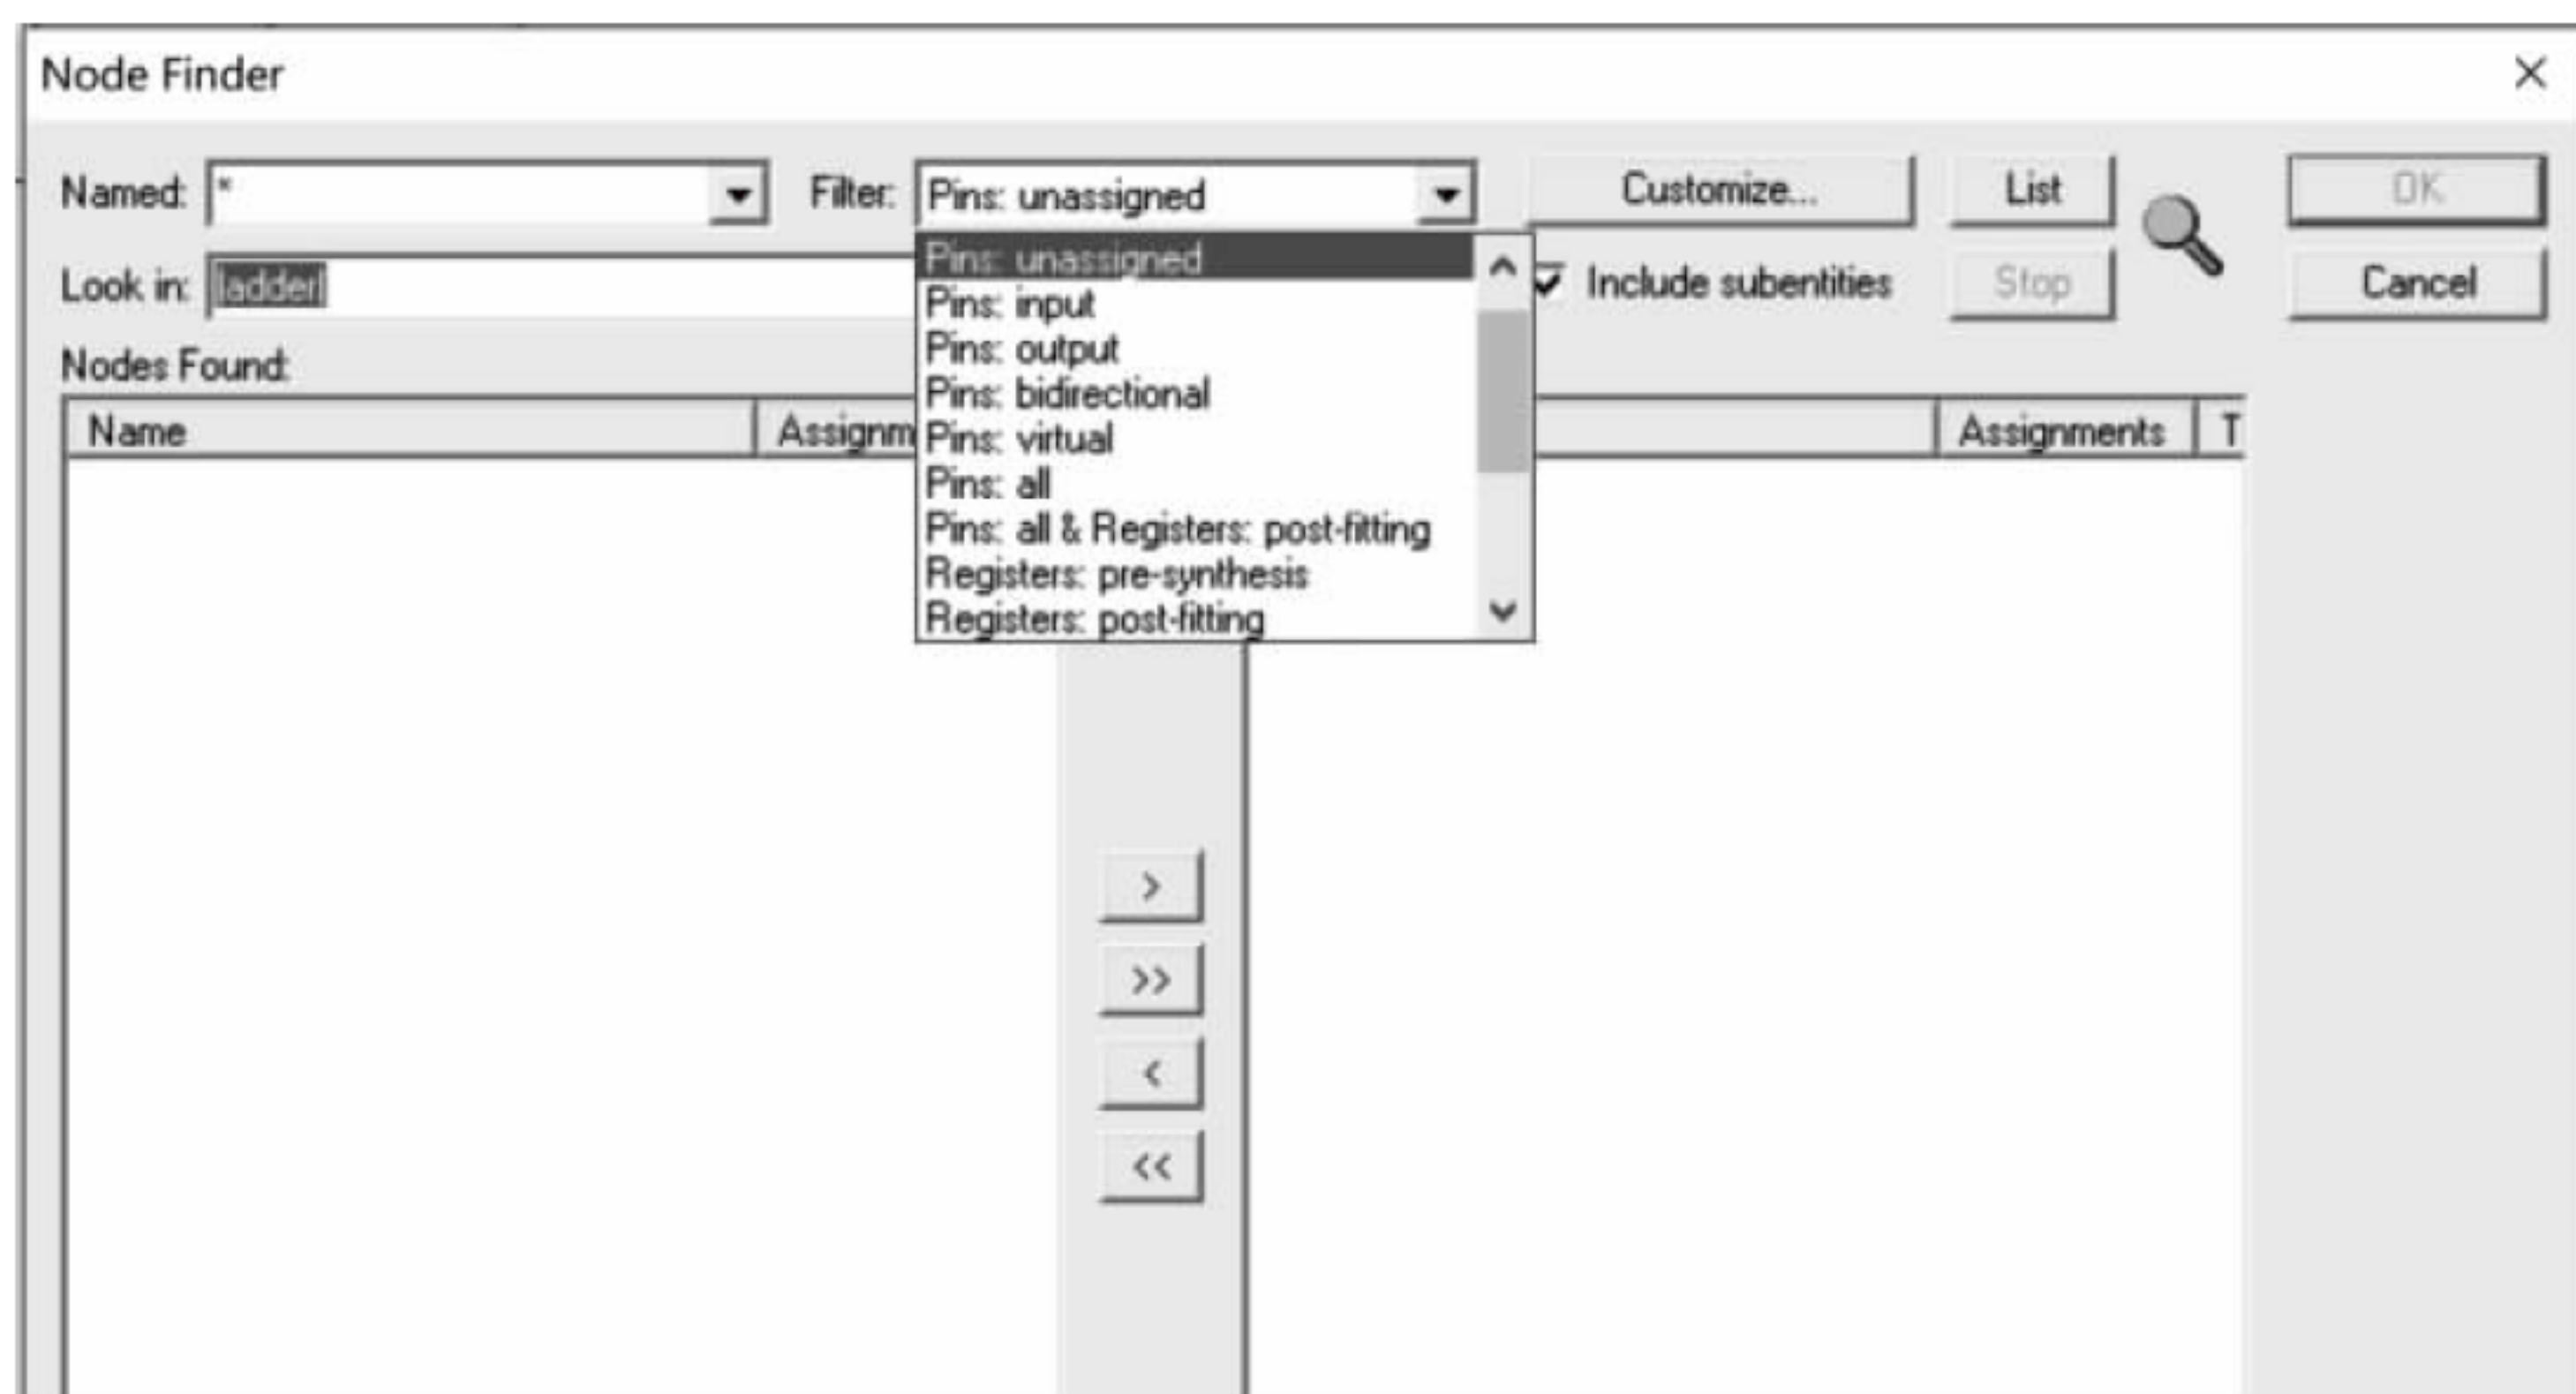 Node Finder
Named: * Filter: Pins: unassigned Customize... List OK
Look in: |adder| Pins: unassigned Include subentities Stop Cancel
Pins: input
Pins: output
Nodes Found:
Pins: bidirectional
Name Assignm Pins: virtual Assignments T
Pins: all
Pins: all & Registers: post-fitting
Registers: pre-synthesis
Registers: post-fitting
>
>>
<
<<